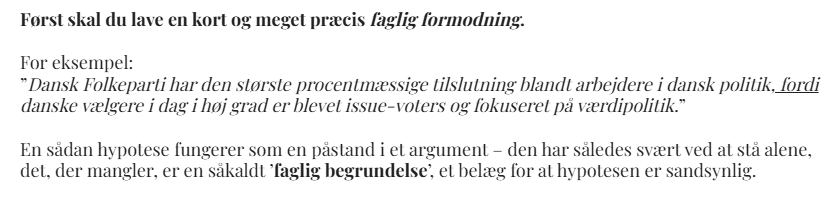 Først skal du lave en kort og meget præcis faglig formodning.
For eksempel:
”Dansk Folkeparti har den største procentmæssige tilslutning blandt arbejdere i dansk politik, fordi
danske vælgere i dag i høj grad er blevet issue-voters og fokuseret på værdipolitik.”
En sådan hypotese fungerer som en påstand i et argument – den har således svært ved at stå alene,
det, der mangler, er en såkaldt ’faglig begrundelse’, et belæg for at hypotesen er sandsynlig.